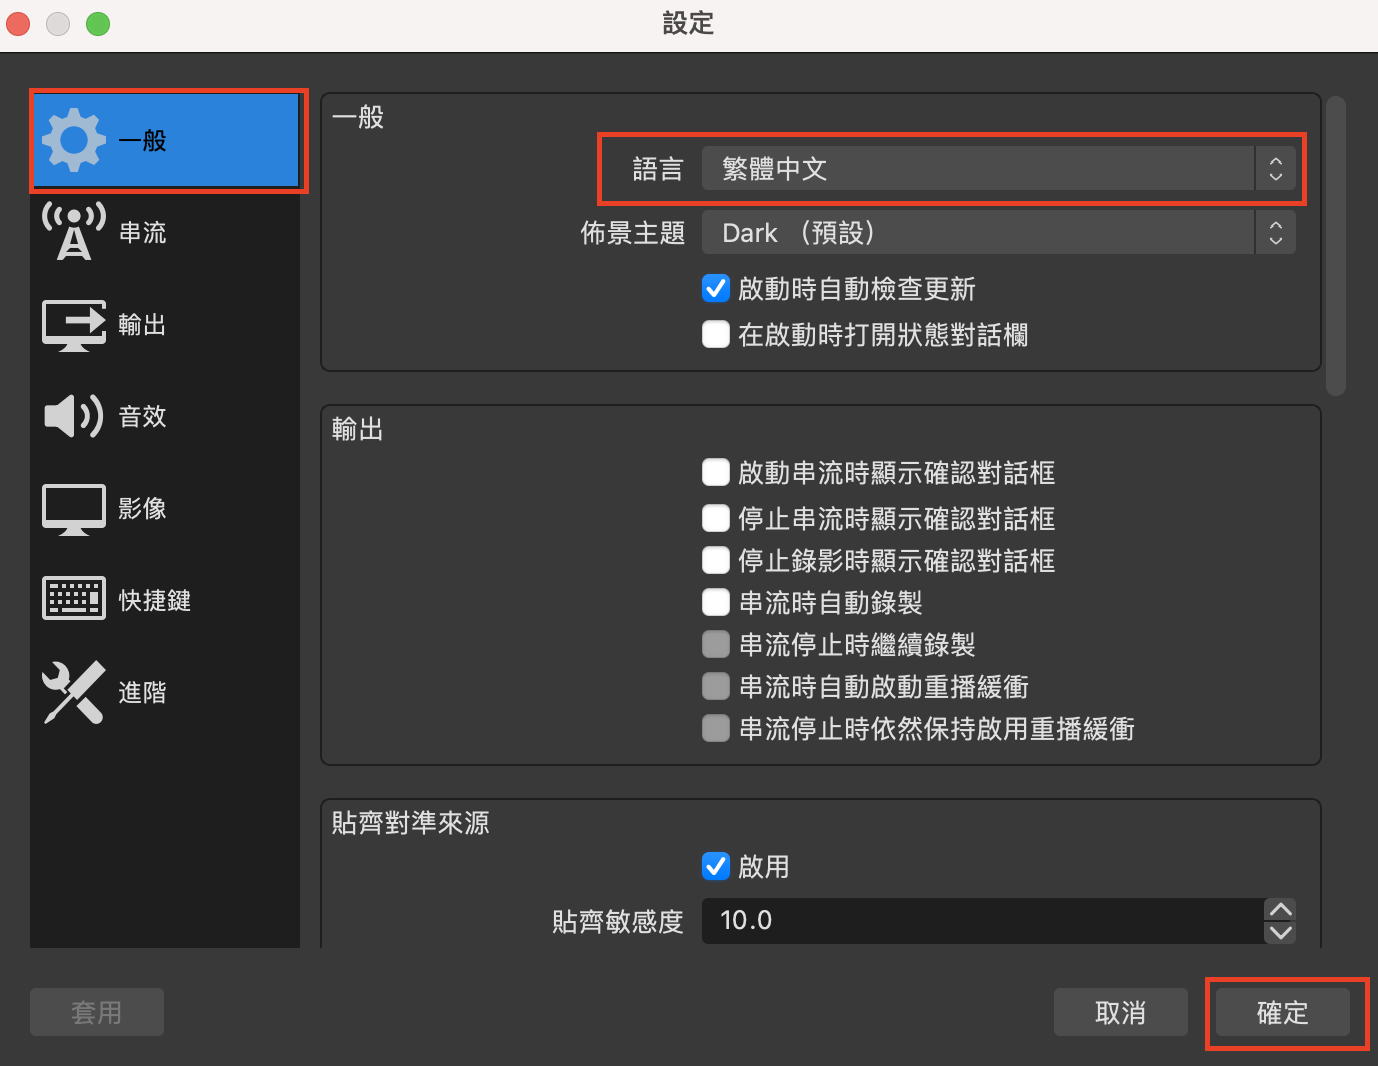 設定
一般
串流
輸出
音效
影像
快捷鍵
進階
一般
語言 繁體中文
佈景主題 Dark （預設）
啟動時自動檢查更新
在啟動時打開狀態對話欄
輸出
啟動串流時顯示確認對話框
停止串流時顯示確認對話框
停止錄影時顯示確認對話框
串流時自動錄製
串流停止時繼續錄製
串流時自動啟動重播緩衝
串流停止時依然保持啟用重播緩衝
貼齊對準來源
啟用
貼齊敏感度 10.0
套用 取消 確定